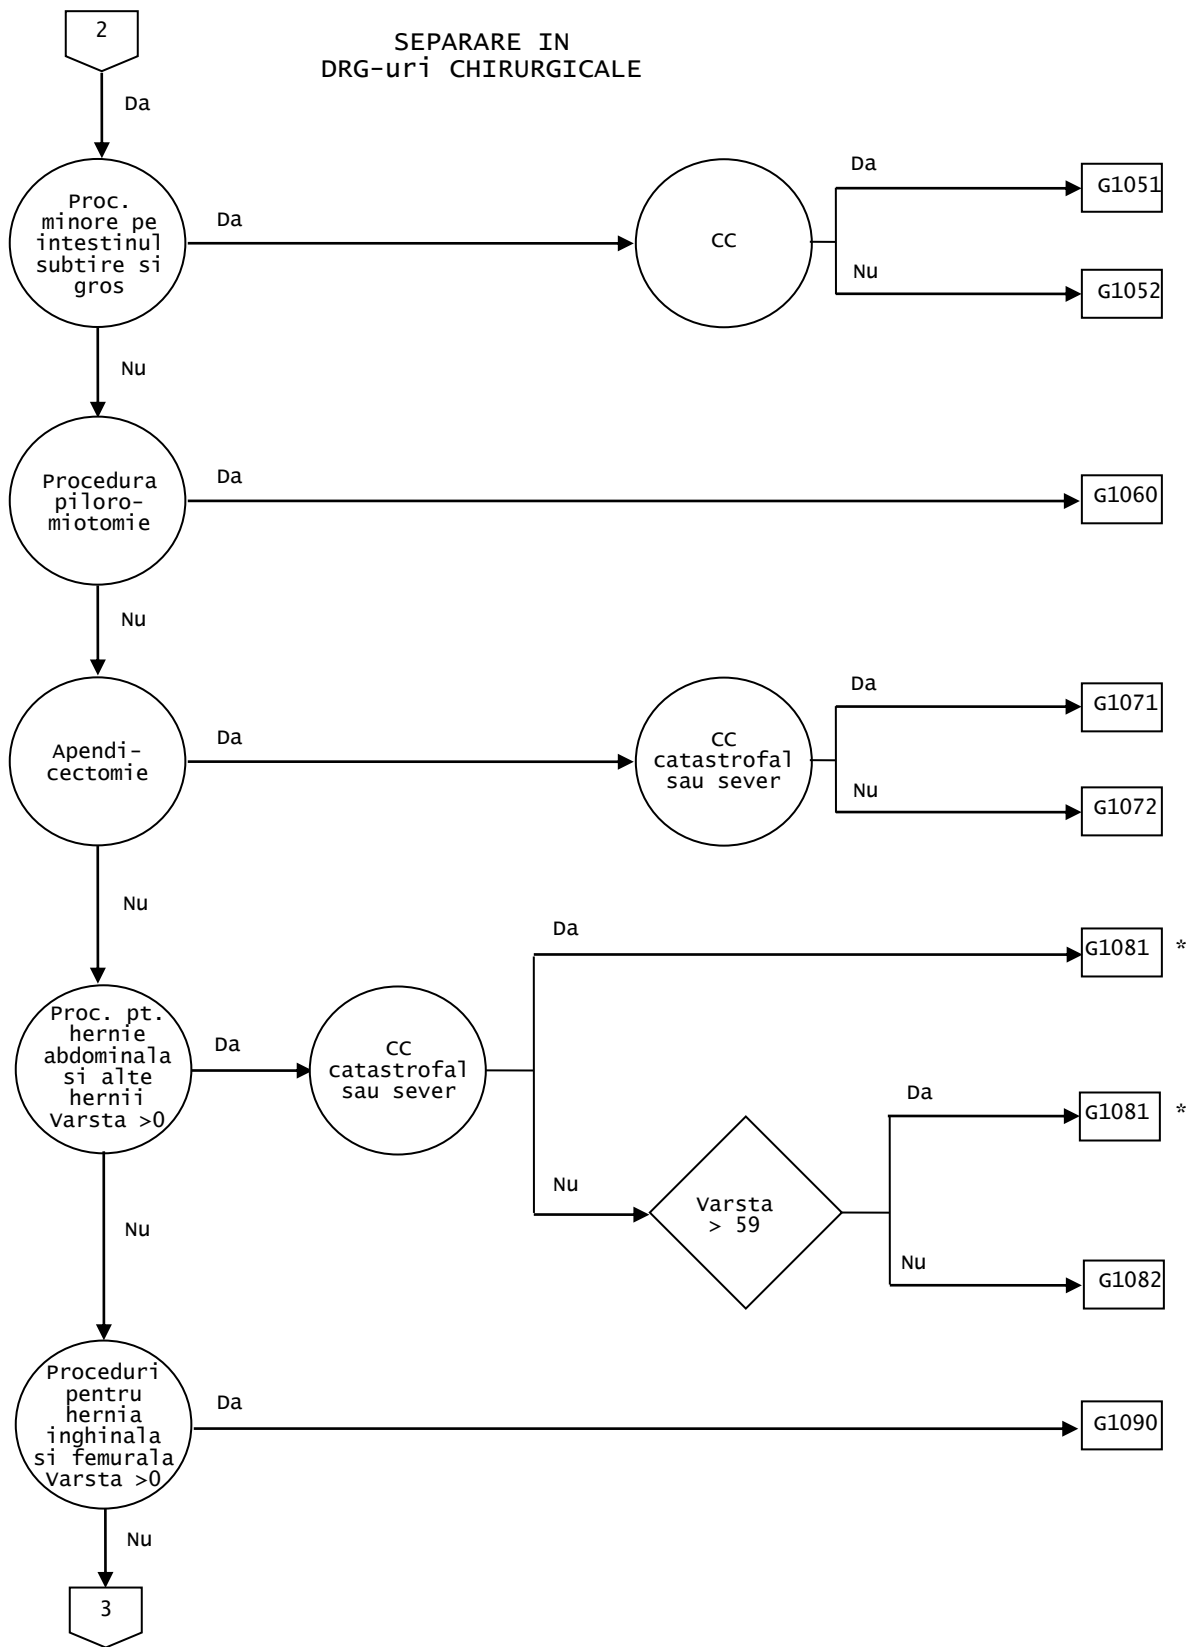 2
SEPARARE IN
DRG-uri CHIRURGICALE
Da
Proc.
minore pe
intestinul
subtire si
gros
Da
CC
Da
G1051
Nu
G1052
Nu
Procedura
piloro-
miotomie
Da
G1060
Nu
Apendi-
cectomie
Da
CC
catastrofal
sau sever
Da
G1071
Nu
G1072
Nu
Proc. pt.
hernie
abdominala
si alte
hernii
Varsta >0
Da
CC
catastrofal
sau sever
Da
G1081 *
Nu
Varsta
> 59
Da
G1081 *
Nu
G1082
Nu
Proceduri
pentru
hernia
inghinala
si femurala
Varsta >0
Da
G1090
Nu
3